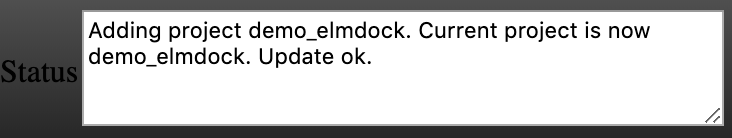 Status
Adding project demo_elmdock. Current project is now
demo_elmdock. Update ok.